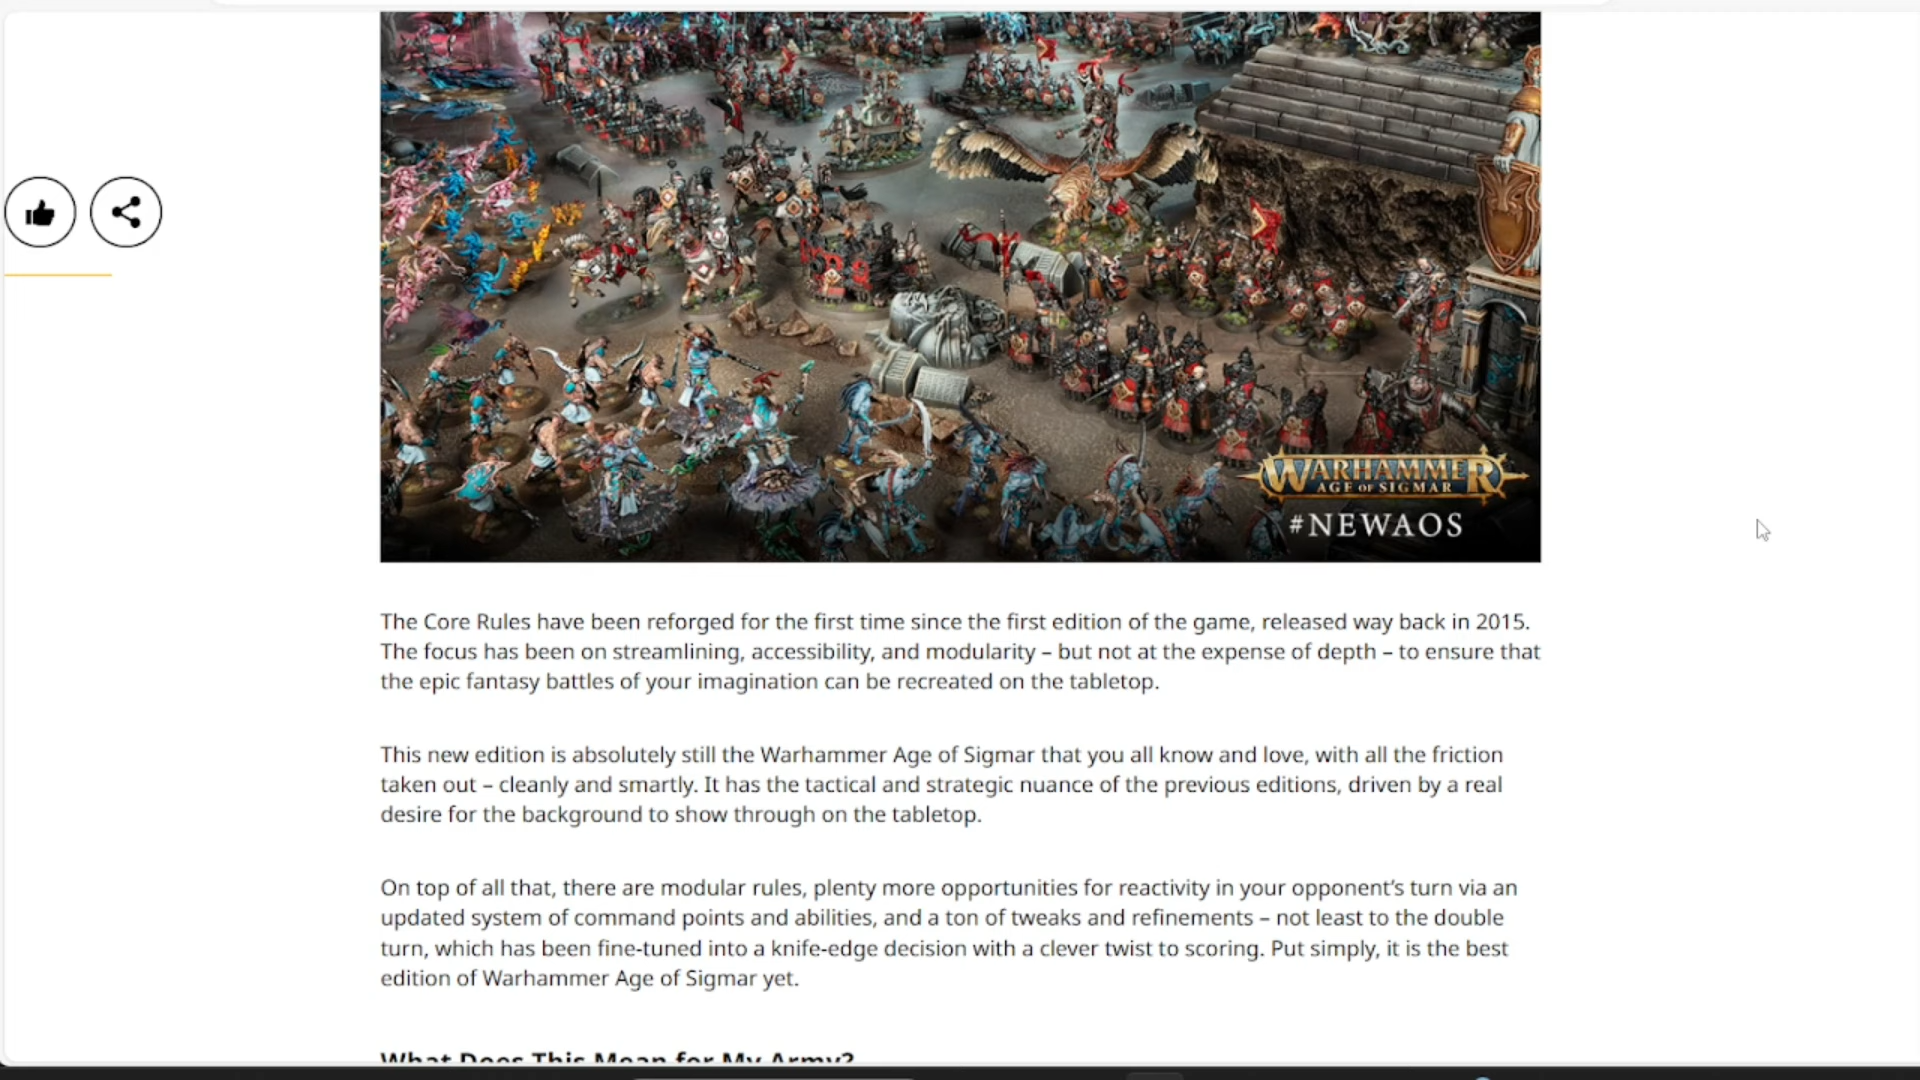 WARHAMMER
AGE OF SIGMAR
#NEWAOS
The Core Rules have been reforged for the first time since the first edition of the game, released way back in 2015.
The focus has been on streamlining, accessibility, and modularity – but not at the expense of depth – to ensure that
the epic fantasy battles of your imagination can be recreated on the tabletop.
This new edition is absolutely still the Warhammer Age of Sigmar that you all know and love, with all the friction
taken out – cleanly and smartly. It has the tactical and strategic nuance of the previous editions, driven by a real
desire for the background to show through on the tabletop.
On top of all that, there are modular rules, plenty more opportunities for reactivity in your opponent’s turn via an
updated system of command points and abilities, and a ton of tweaks and refinements – not least to the double
turn, which has been fine-tuned into a knife-edge decision with a clever twist to scoring. Put simply, it is the best
edition of Warhammer Age of Sigmar yet.
What Does This Mean for My Army?